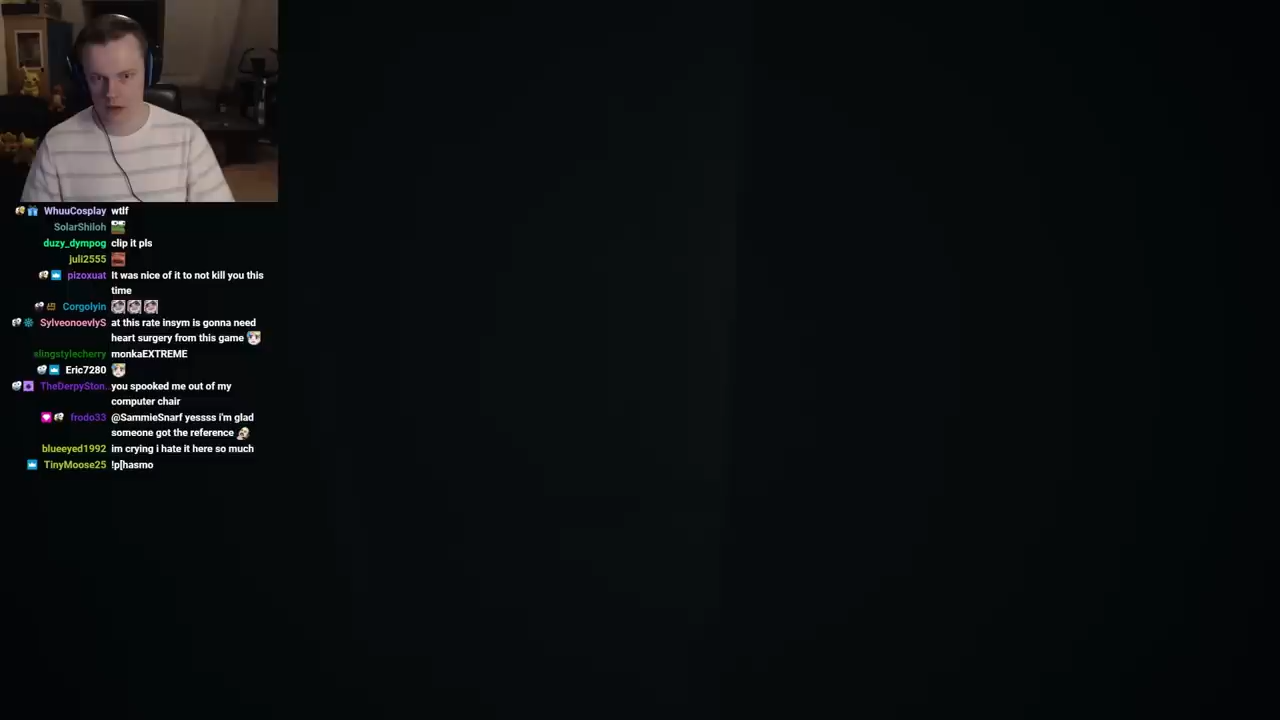 WhuuCosplay wtlf
SolarShiloh
duzy_dympog clip it pls
juli2555
pizoxuat It was nice of it to not kill you this
time
Corgolyin
SylveonoevlyS at this rate insym is gonna need
heart surgery from this game
slingstylecherry monkaEXTREME
Eric7280
TheDerpySton... you spooked me out of my
computer chair
frodo33 @SammieSnarf yessss i'm glad
someone got the reference
blueeyed1992 im crying i hate it here so much
TinyMoose25 !p[hasmo